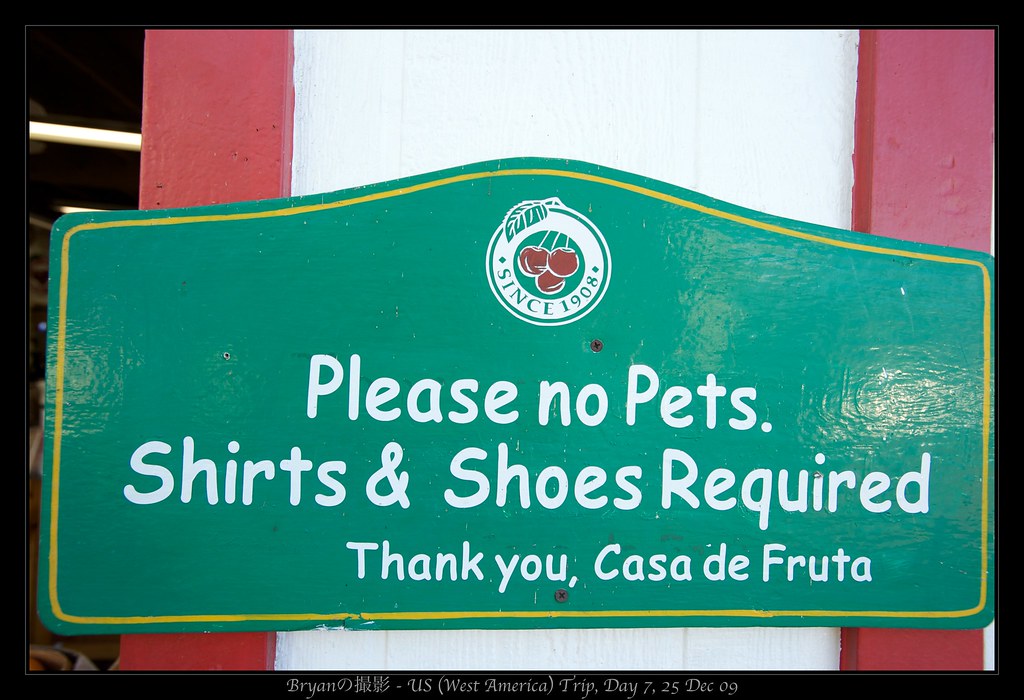 SINCE 1908
Please no Pets.
Shirts & Shoes Required
Thank you, Casa de Fruta
Bryanの撮影 - US (West America) Trip, Day 7, 25 Dec 09